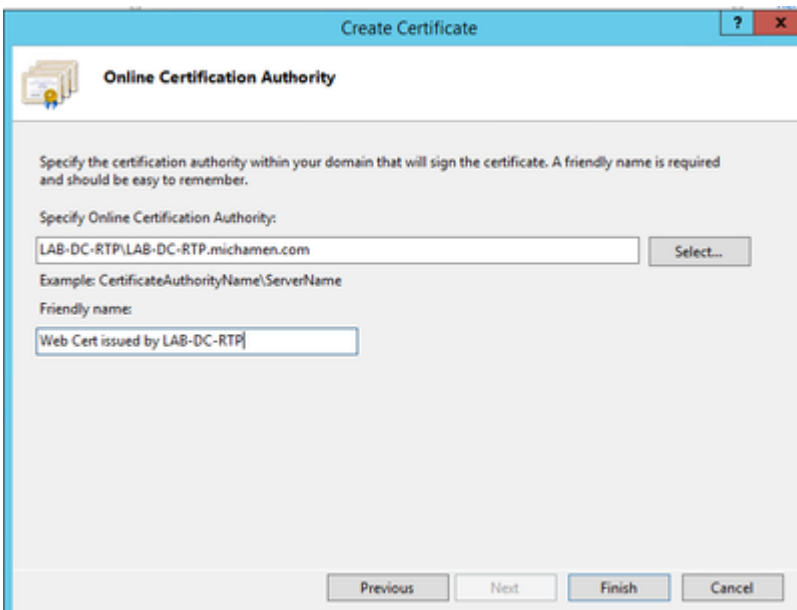 Create Certificate
?
x
Online Certification Authority
Specify the certification authority within your domain that will sign the certificate. A friendly name is required
and should be easy to remember.
Specify Online Certification Authority:
LAB-DC-RTP\LAB-DC-RTP.michamen.com
Select...
Example: CertificateAuthorityName\ServerName
Friendly name:
Web Cert issued by LAB-DC-RTP
Previous
Next
Finish
Cancel